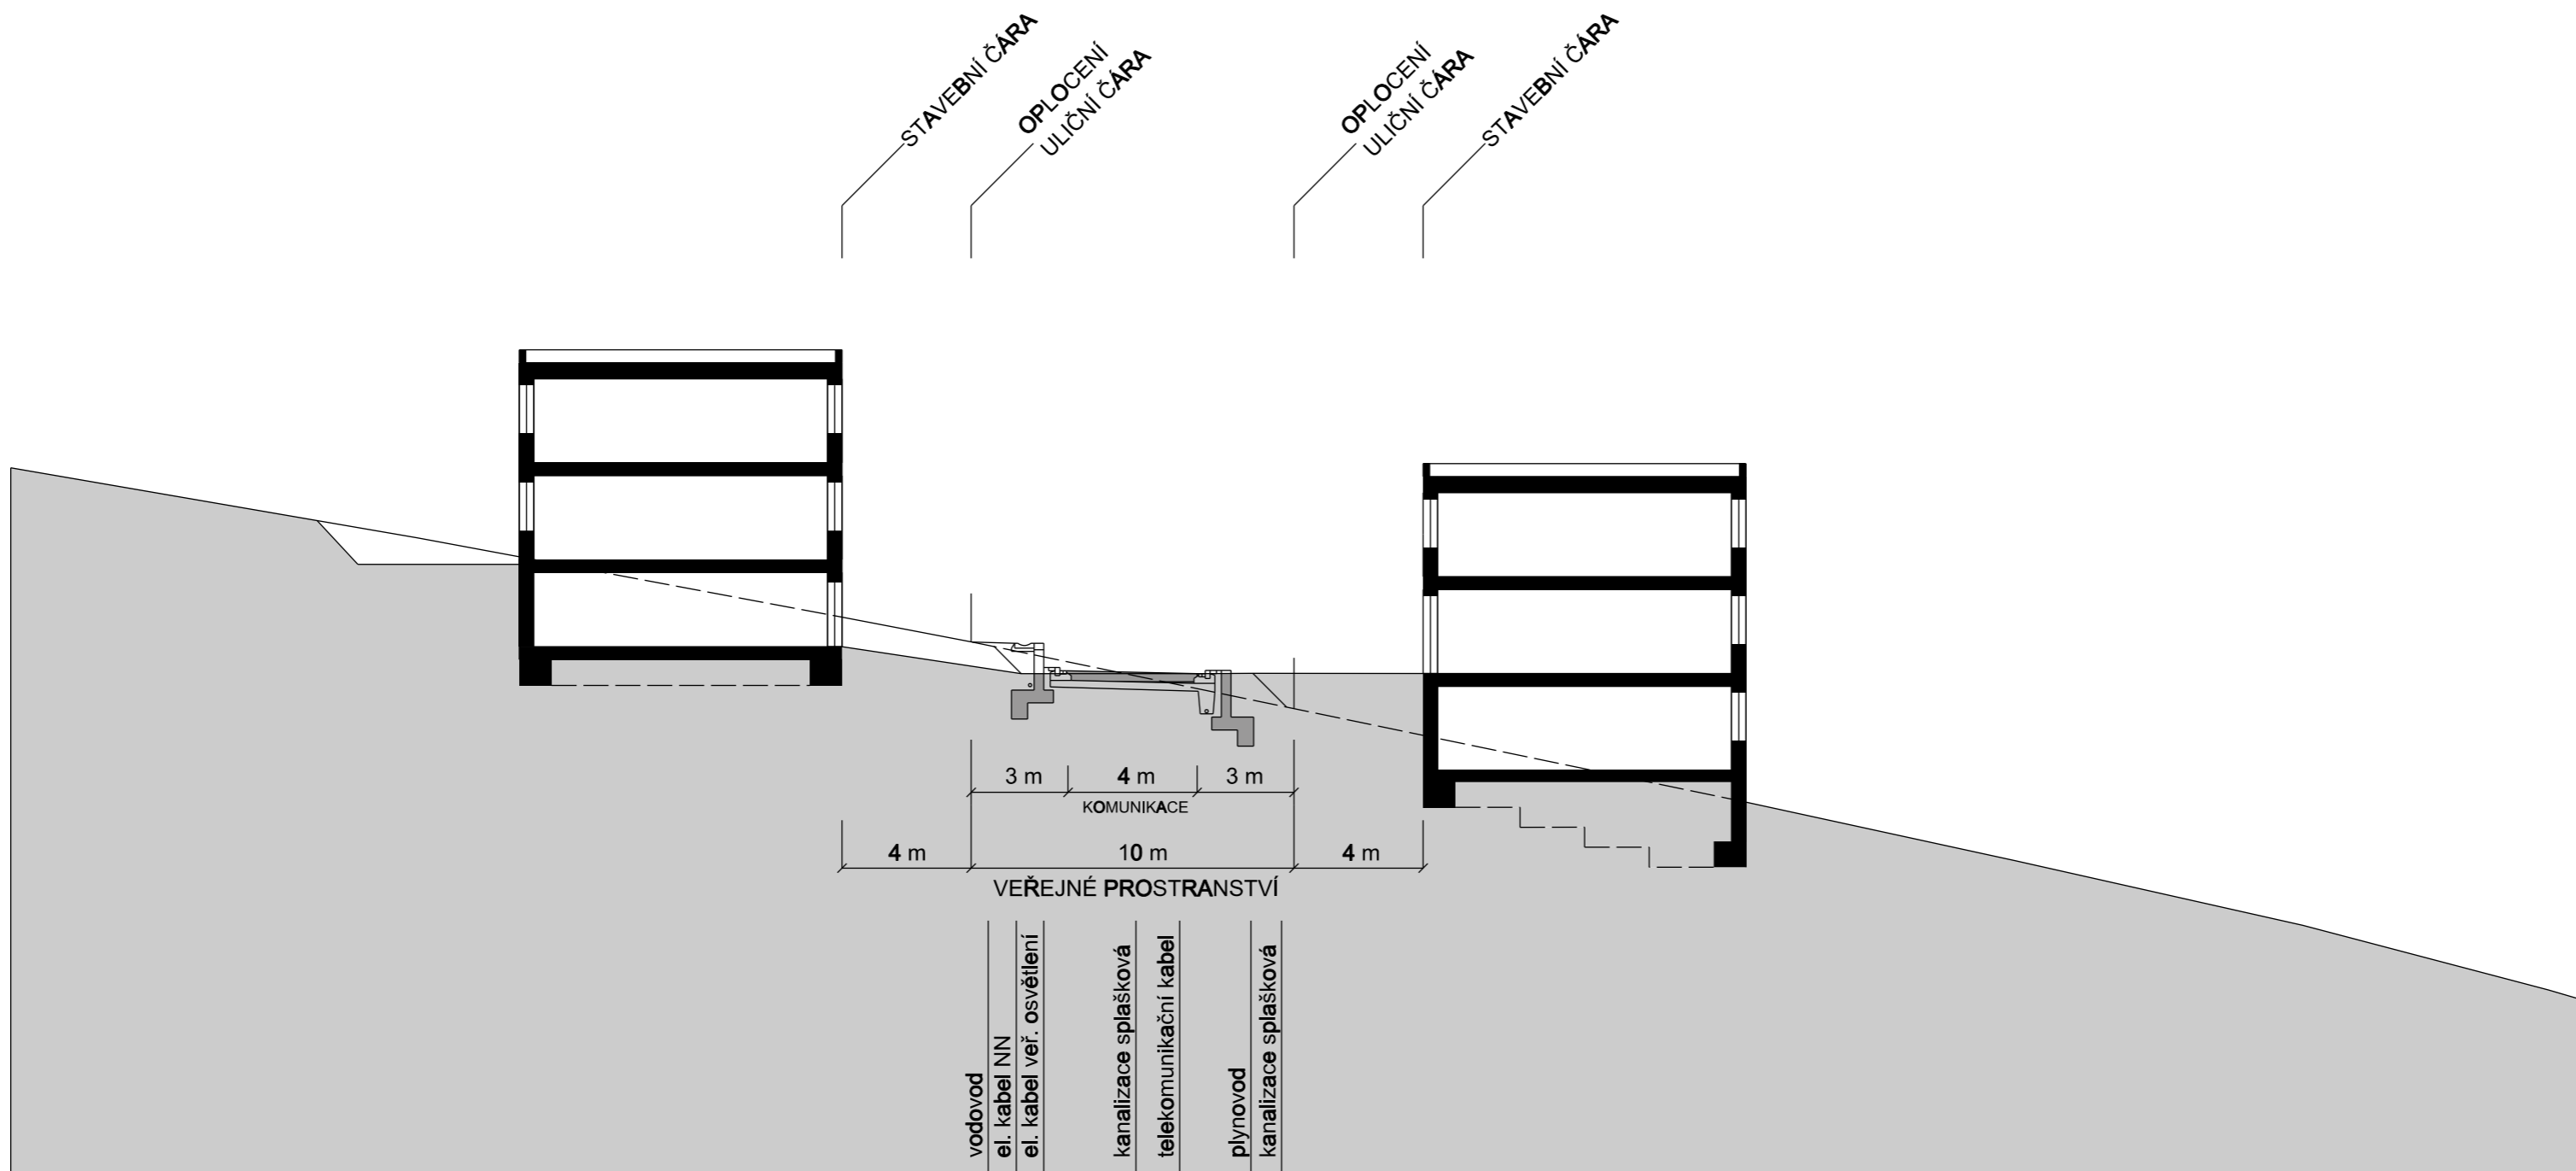 STAVEBNÍ ČÁRA
OPLOCENÍ
ULIČNÍ ČÁRA
OPLOCENÍ
ULIČNÍ ČÁRA
STAVEBNÍ ČÁRA
3 m
4 m
3 m
KOMUNIKACE
4 m
10 m
4 m
VEŘEJNÉ PROSTRANSTVÍ
vodovod
el. kabel NN
el. kabel veř. osvětlení
kanalizace splašková
telekomunikační kabel
plynovod
kanalizace splašková